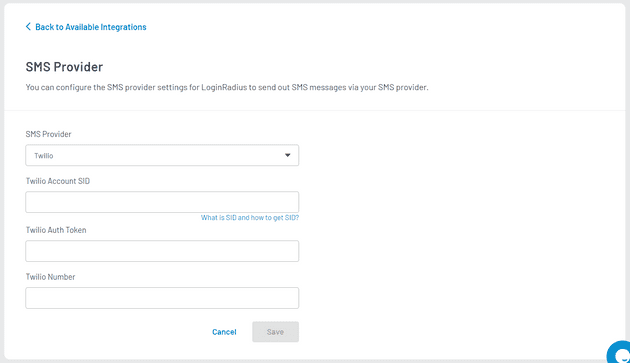 Back to Available Integrations
SMS Provider
You can configure the SMS provider settings for LoginRadius to send out SMS messages via your SMS provider.
SMS Provider
Twilio
Twilio Account SID
What is SID and how to get SID?
Twilio Auth Token
Twilio Number
Cancel
Save